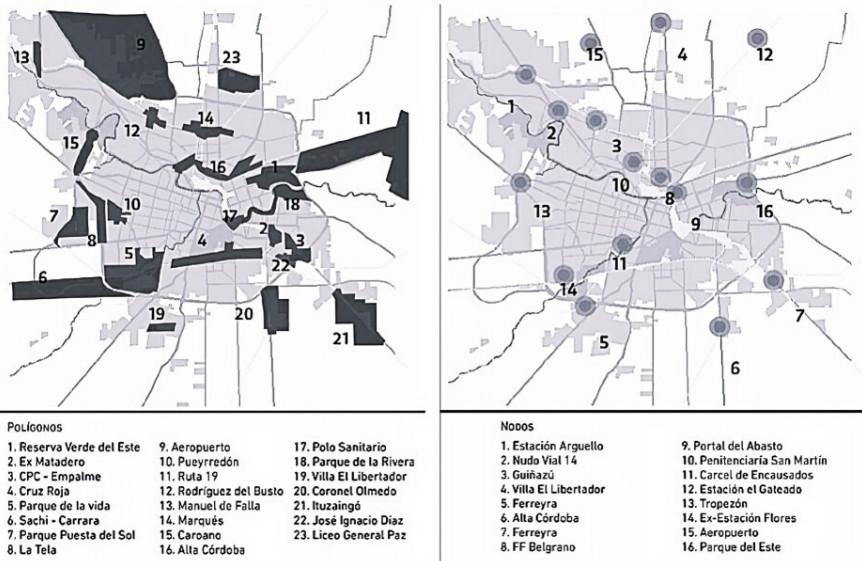 9
13
23
11
12
14
15
16
1
18
7
10
17
8
4
2
3
5
22
6
19
20
21
15
4
12
1
2
3
10
8
13
9
16
11
14
7
5
6
POLÍGONOS
1. Reserva Verde del Este
2. Ex Matadero
3. CPC - Empalme
4. Cruz Roja
5. Parque de la vida
6. Sachi - Carrara
7. Parque Puesta del Sol
8. La Tela
9. Aeropuerto
10. Pueyrredón
11. Ruta 19
12. Rodríguez del Busto
13. Manuel de Falla
14. Marqués
15. Caroano
16. Alta Córdoba
17. Polo Sanitario
18. Parque de la Rivera
19. Villa El Libertador
20. Coronel Olmedo
21. Ituzaingó
22. José Ignacio Díaz
23. Liceo General Paz
NODOS
1. Estación Arguello
2. Nudo Vial 14
3. Guiñazú
4. Villa El Libertador
5. Ferreyra
6. Alta Córdoba
7. Ferreyra
8. FF Belgrano
9. Portal del Abasto
10. Penitenciaría San Martín
11. Carcel de Encausados
12. Estación el Gateado
13. Tropezón
14. Ex-Estación Flores
15. Aeropuerto
16. Parque del Este